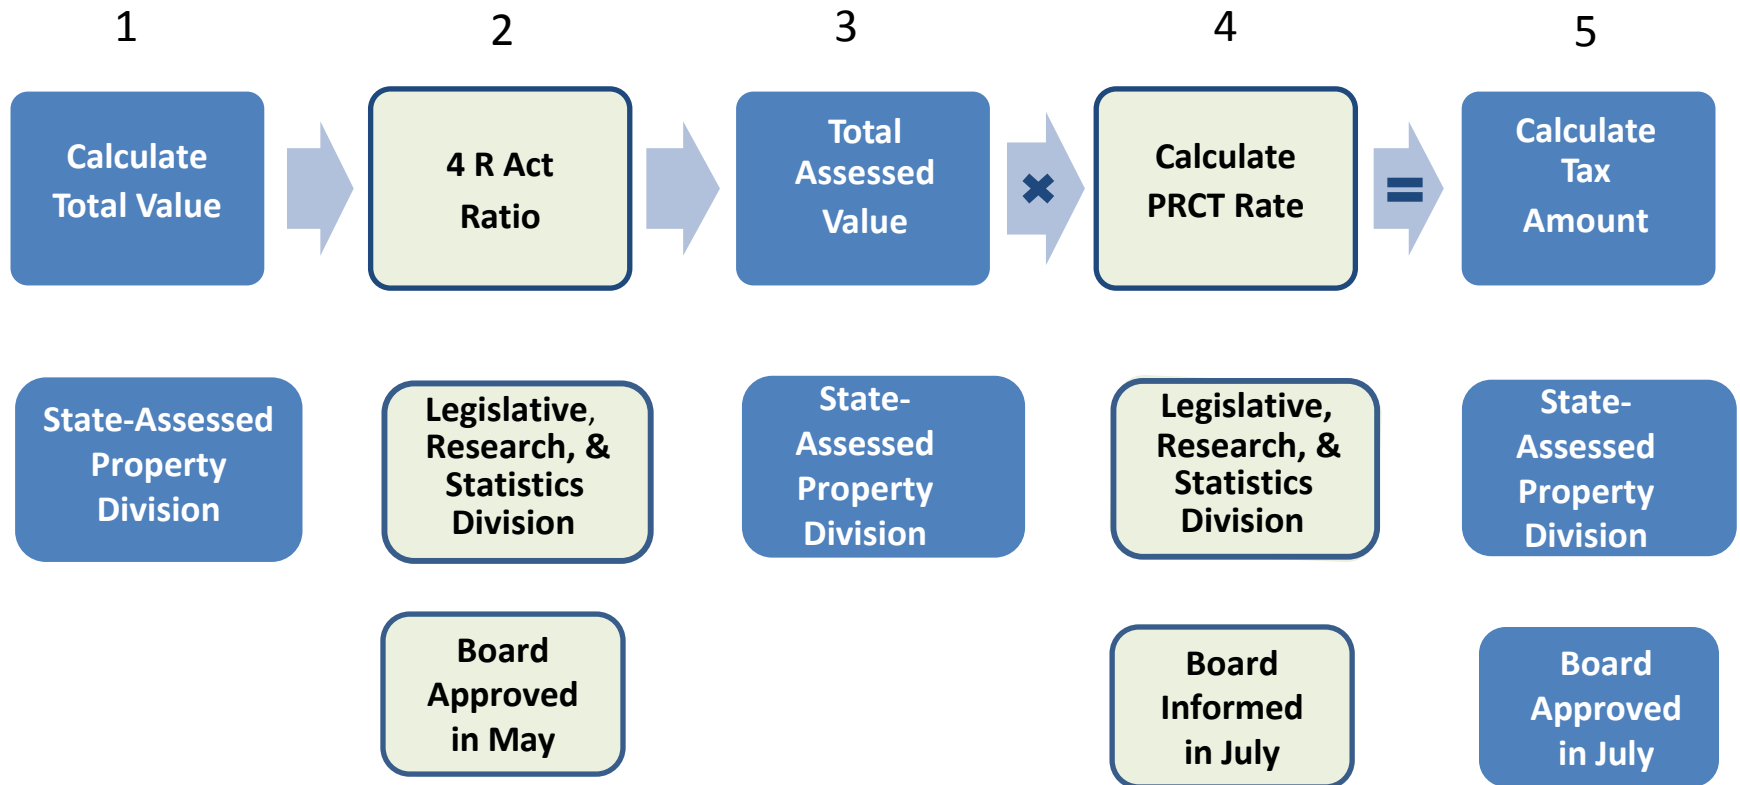 1
2
3
4
5
Calculate
Total Value
4 R Act
Ratio
Total
Assessed
Value
✖
Calculate
PRCT Rate
=
Calculate
Tax
Amount
State-Assessed
Property
Division
Legislative,
Research, &
Statistics
Division
State-
Assessed
Property
Division
Legislative,
Research, &
Statistics
Division
State-
Assessed
Property
Division
Board
Approved
in May
Board
Informed
in July
Board
Approved
in July